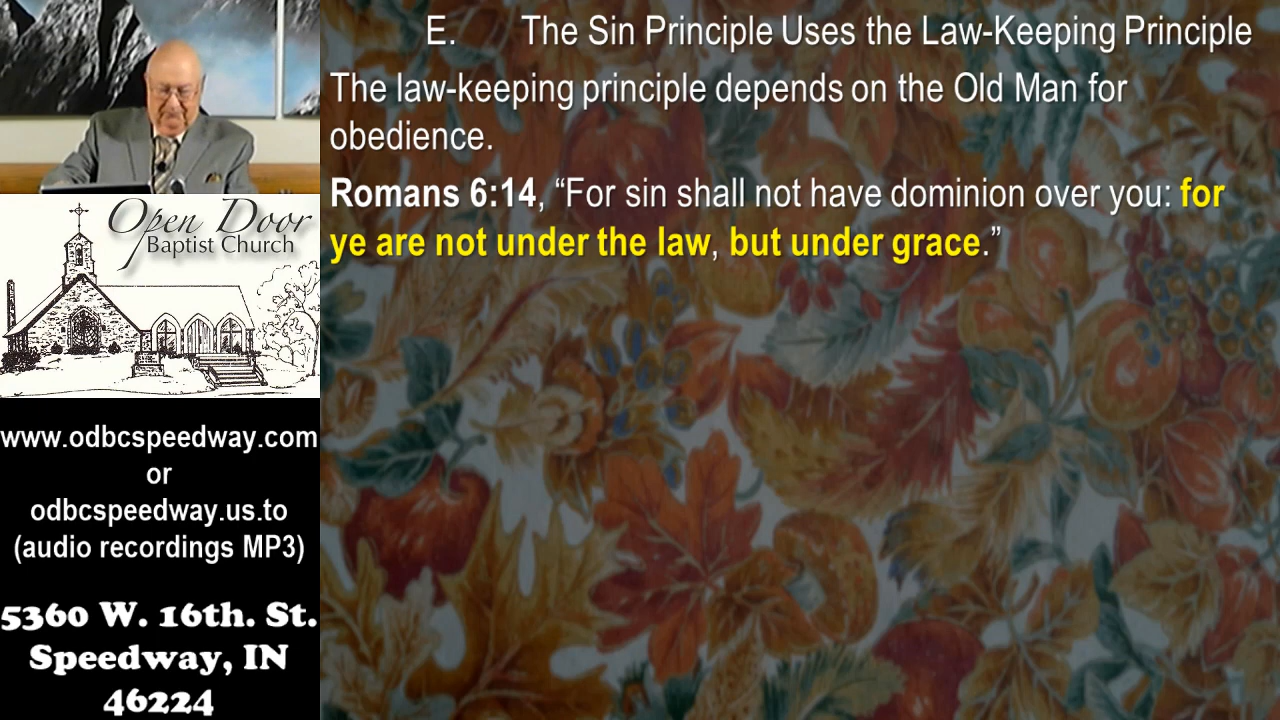 E. The Sin Principle Uses the Law-Keeping Principle
The law-keeping principle depends on the Old Man for
obedience.
Romans 6:14, “For sin shall not have dominion over you: for
ye are not under the law, but under grace.”
Open Door
Baptist Church
www.odbcspeedway.com
or
odbcspeedway.us.to
(audio recordings MP3)
5360 W. 16th. St.
Speedway, IN
46224